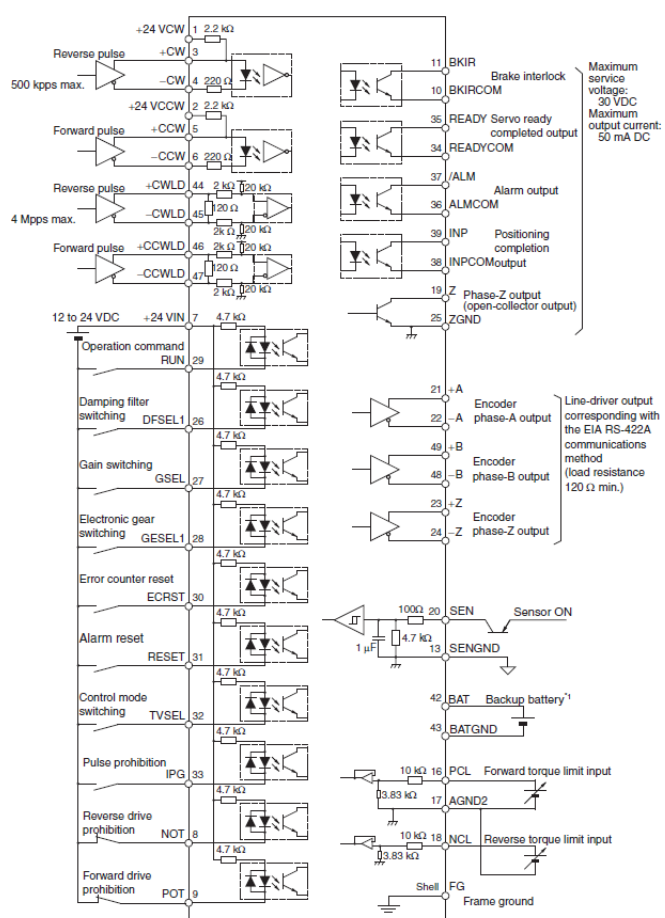 +24 VCW 1 2.2 kΩ
Reverse pulse +CW 3
500 kpps max. −CW 4 220 Ω
+24 VCCW 2 2.2 kΩ
Forward pulse +CCW 5
−CCW 6 220 Ω
Reverse pulse +CWLD 44 2 kΩ 20 kΩ
120 Ω
4 Mpps max. −CWLD 45 2kΩ 20 kΩ
Forward pulse +CCWLD 46 2kΩ 20 kΩ
120 Ω
−CCWLD 47 2 kΩ 20kΩ
12 to 24 VDC +24 VIN 7 4.7 kΩ
Operation command
RUN 29
4.7 kΩ
Damping filter
switching DFSEL1 26
4.7 kΩ
Gain switching
GSEL 27
4.7 kΩ
Electronic gear
switching GESEL1 28
4.7 kΩ
Error counter reset
ECRST 30
4.7 kΩ
Alarm reset
RESET 31
4.7 kΩ
Control mode
switching TVSEL 32
4.7 kΩ
Pulse prohibition
IPG 33
4.7 kΩ
Reverse drive
prohibition NOT 8
4.7 kΩ
Forward drive
prohibition POT 9
11 BKIR
Brake interlock
10 BKIRCOM
35 READY Servo ready
completed output
34 READYCOM
37 /ALM
Alarm output
36 ALMCOM
39 INP Positioning
completion
38 INPCOM output
19 Z
Phase-Z output
(open-collector output)
25 ZGND
Maximum
service
voltage:
30 VDC
Maximum
output current:
50 mA DC
21 +A
Encoder
22 −A phase-A output
49 +B
Encoder
48 −B phase-B output
23 +Z
Encoder
24 −Z phase-Z output
Line-driver output
corresponding with
the EIA RS-422A
communications
method
(load resistance
120 Ω min.)
100Ω 20 SEN Sensor ON
4.7 kΩ
1 μF 13 SENGND
42 BAT Backup battery*1
43 BATGND
10 kΩ 16 PCL Forward torque limit input
3.83 kΩ
17 AGND2
10 kΩ 18 NCL Reverse torque limit input
3.83 kΩ
Shell FG
Frame ground